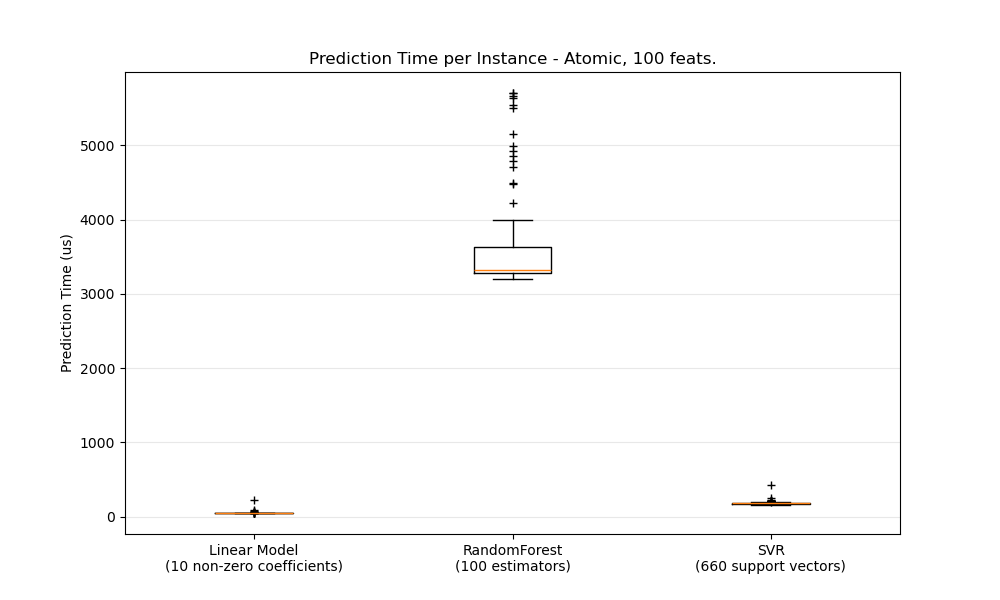 Prediction Time per Instance - Atomic, 100 feats.
Prediction Time (us)
5000
4000
3000
2000
1000
0
Linear Model
(10 non-zero coefficients)
RandomForest
(100 estimators)
SVR
(660 support vectors)